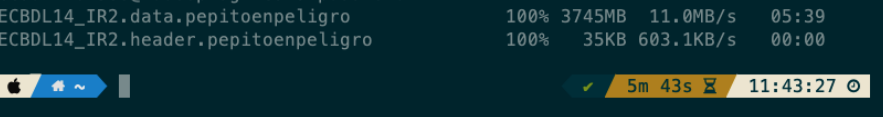 ECBDL14_IR2.data.pepitoenpeligro 100% 3745MB 11.0MB/s 05:39
ECBDL14_IR2.header.pepitoenpeligro 100% 35KB 603.1KB/s 00:00
~ ✔ 5m 43s 11:43:27